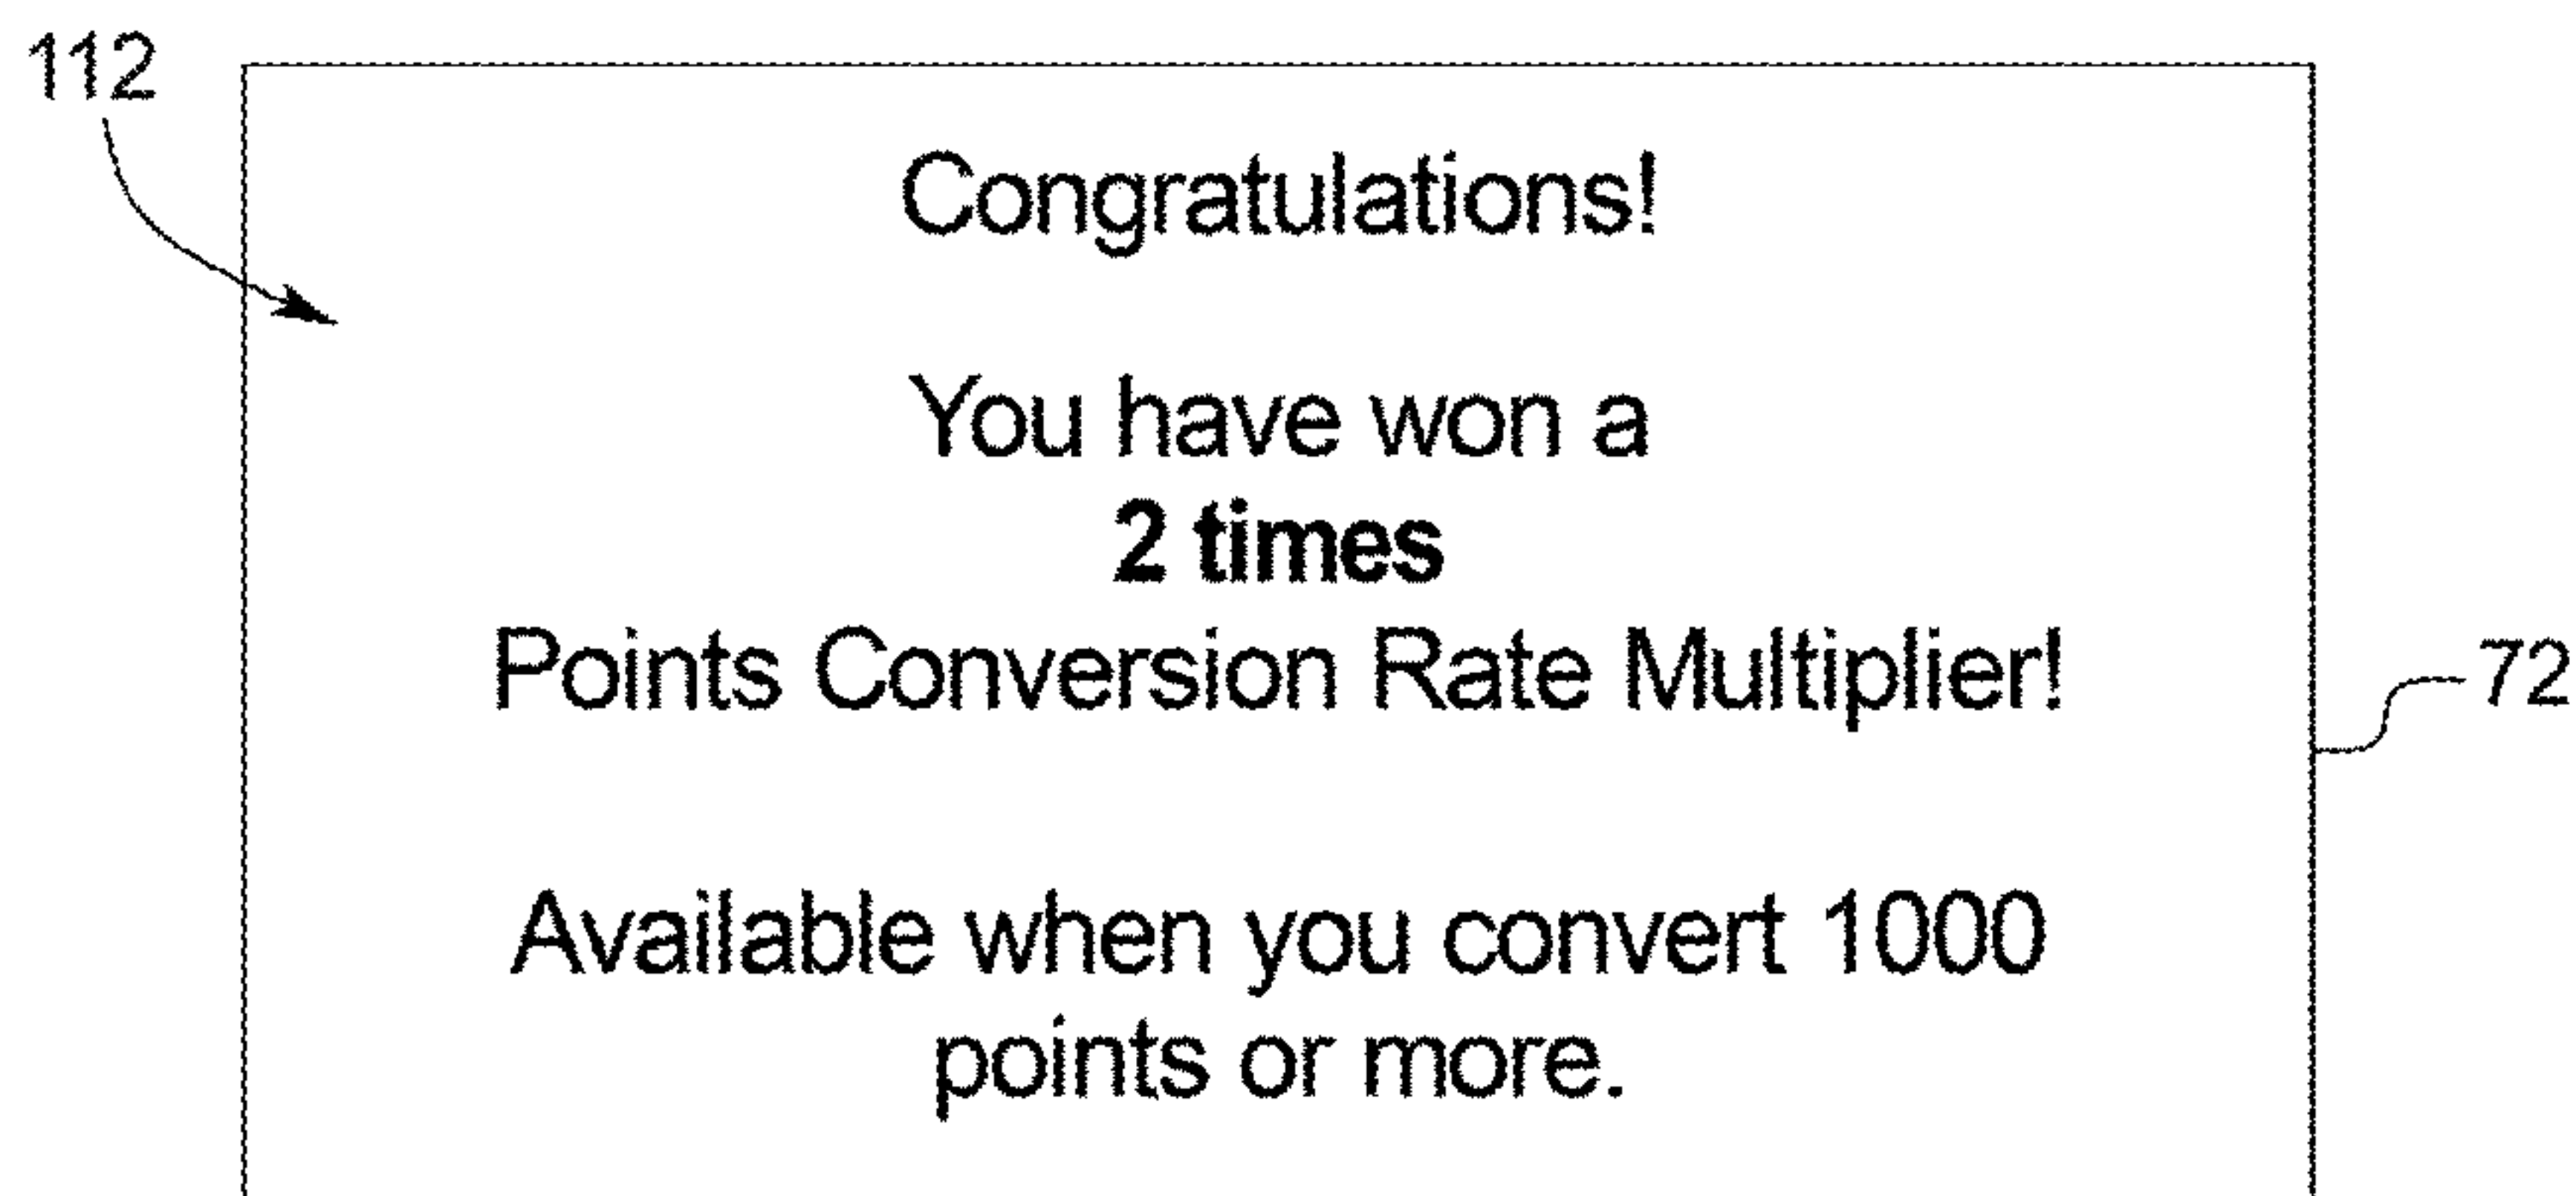 112
Congratulations!
You have won a
2 times
Points Conversion Rate Multiplier!
72
Available when you convert 1000
points or more.